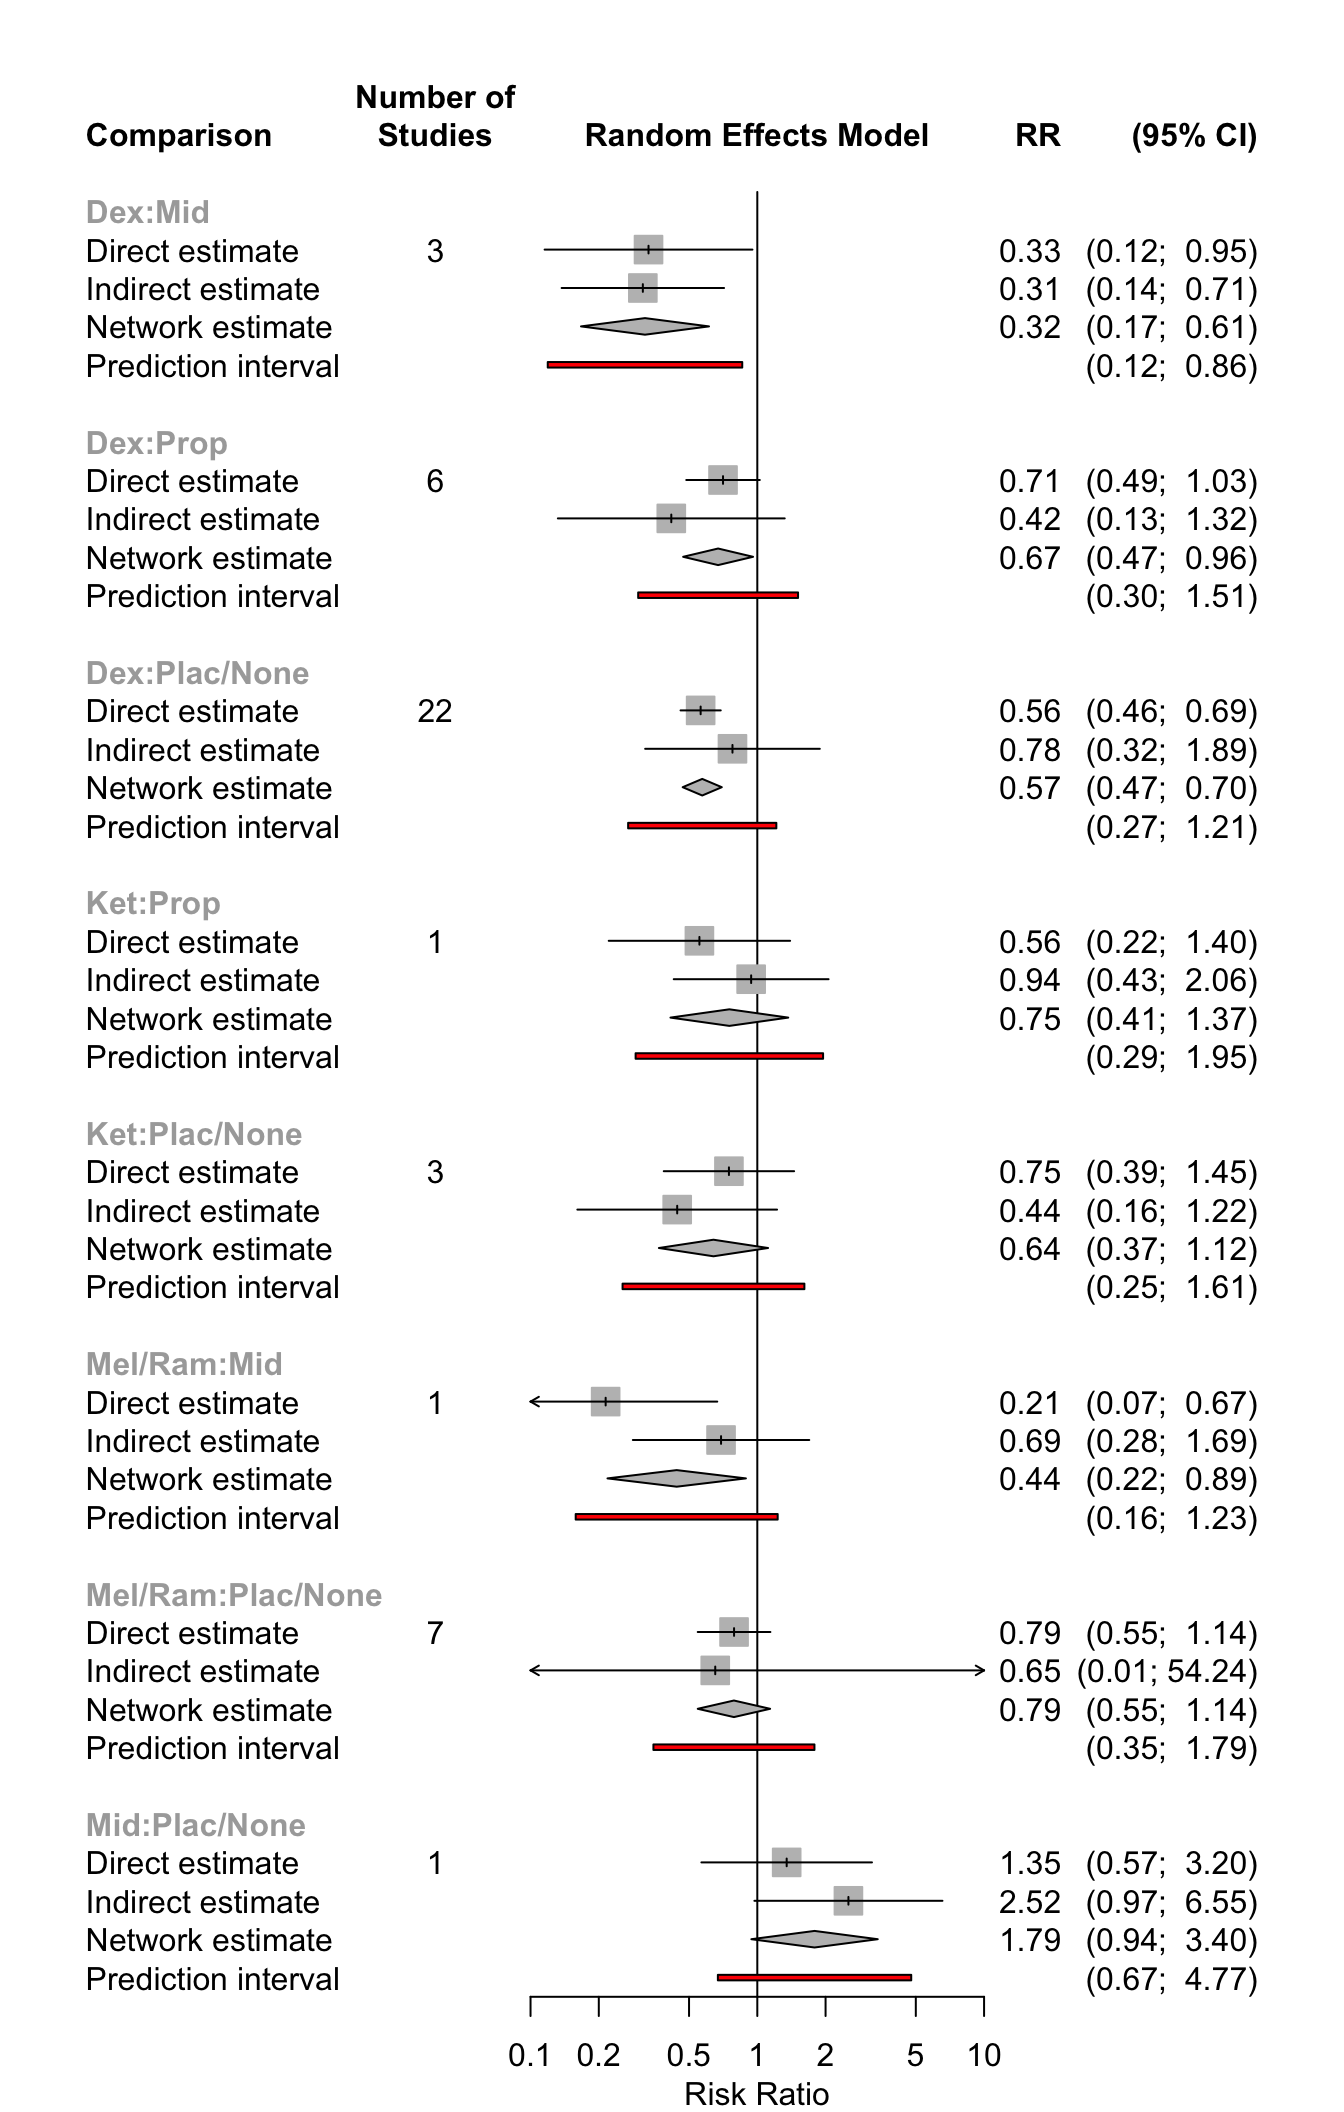 Number of
Comparison Studies Random Effects Model RR (95% CI)
Dex:Mid
Direct estimate 3 0.33 (0.12; 0.95)
Indirect estimate 0.31 (0.14; 0.71)
Network estimate 0.32 (0.17; 0.61)
Prediction interval (0.12; 0.86)
Dex:Prop
Direct estimate 6 0.71 (0.49; 1.03)
Indirect estimate 0.42 (0.13; 1.32)
Network estimate 0.67 (0.47; 0.96)
Prediction interval (0.30; 1.51)
Dex:Plac/None
Direct estimate 22 0.56 (0.46; 0.69)
Indirect estimate 0.78 (0.32; 1.89)
Network estimate 0.57 (0.47; 0.70)
Prediction interval (0.27; 1.21)
Ket:Prop
Direct estimate 1 0.56 (0.22; 1.40)
Indirect estimate 0.94 (0.43; 2.06)
Network estimate 0.75 (0.41; 1.37)
Prediction interval (0.29; 1.95)
Ket:Plac/None
Direct estimate 3 0.75 (0.39; 1.45)
Indirect estimate 0.44 (0.16; 1.22)
Network estimate 0.64 (0.37; 1.12)
Prediction interval (0.25; 1.61)
Mel/Ram:Mid
Direct estimate 1 0.21 (0.07; 0.67)
Indirect estimate 0.69 (0.28; 1.69)
Network estimate 0.44 (0.22; 0.89)
Prediction interval (0.16; 1.23)
Mel/Ram:Plac/None
Direct estimate 7 0.79 (0.55; 1.14)
Indirect estimate 0.65 (0.01; 54.24)
Network estimate 0.79 (0.55; 1.14)
Prediction interval (0.35; 1.79)
Mid:Plac/None
Direct estimate 1 1.35 (0.57; 3.20)
Indirect estimate 2.52 (0.97; 6.55)
Network estimate 1.79 (0.94; 3.40)
Prediction interval (0.67; 4.77)
0.1 0.2 0.5 1 2 5 10
Risk Ratio